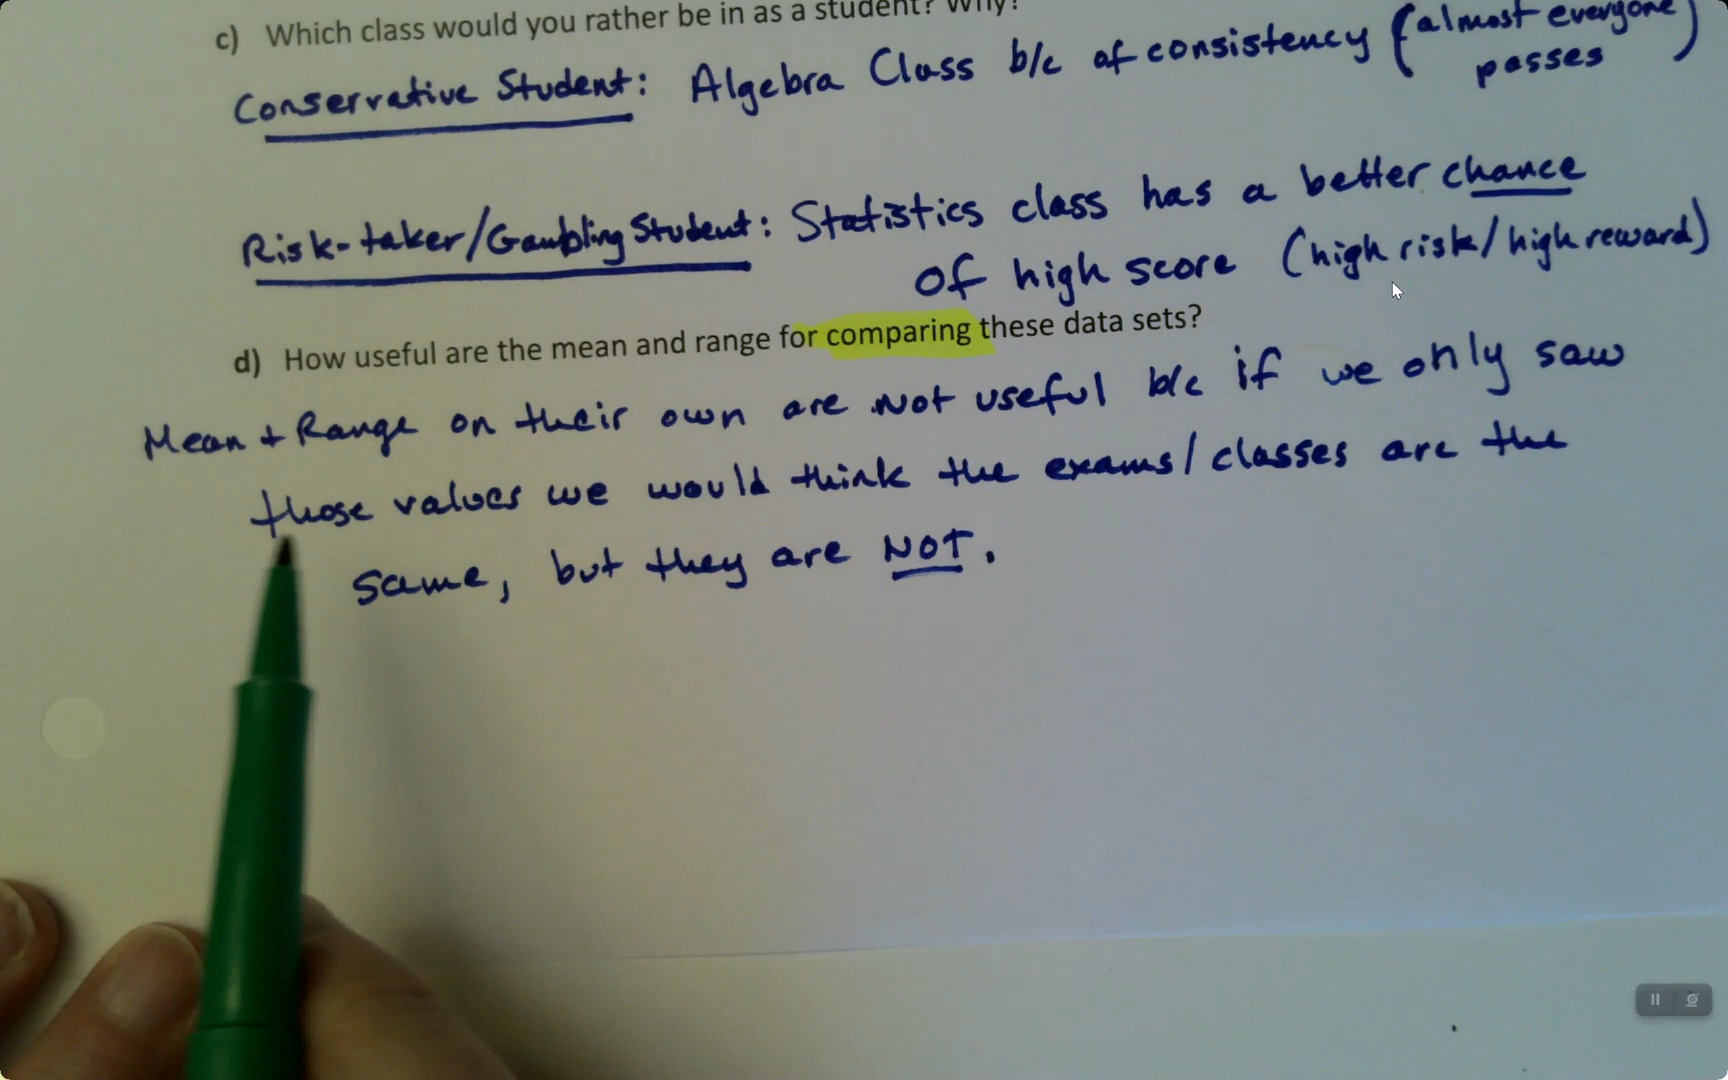 c) Which class would you rather be in as a student? Why?
Conservative Student: Algebra Class b/c of consistency (almost everyone
passes)
Risk-taker/Gambling Student: Statistics class has a better chance
of high score (high risk/high reward)
d) How useful are the mean and range for comparing these data sets?
Mean + Range on their own are not useful b/c if we only saw
those values we would think the exams/classes are the
same, but they are NOT.